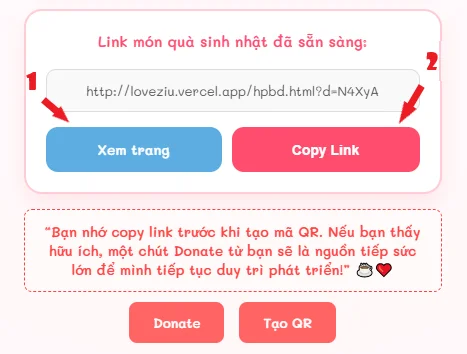 Link món quà sinh nhật đã sẵn sàng:
1
2
http://loveziu.vercel.app/hpbd.html?d=N4XyA
Xem trang
Copy Link
“Bạn nhớ copy link trước khi tạo mã QR. Nếu bạn thấy
hữu ích, một chút Donate từ bạn sẽ là nguồn tiếp sức
lớn để mình tiếp tục duy trì phát triển!” ☕❤️
Donate
Tạo QR